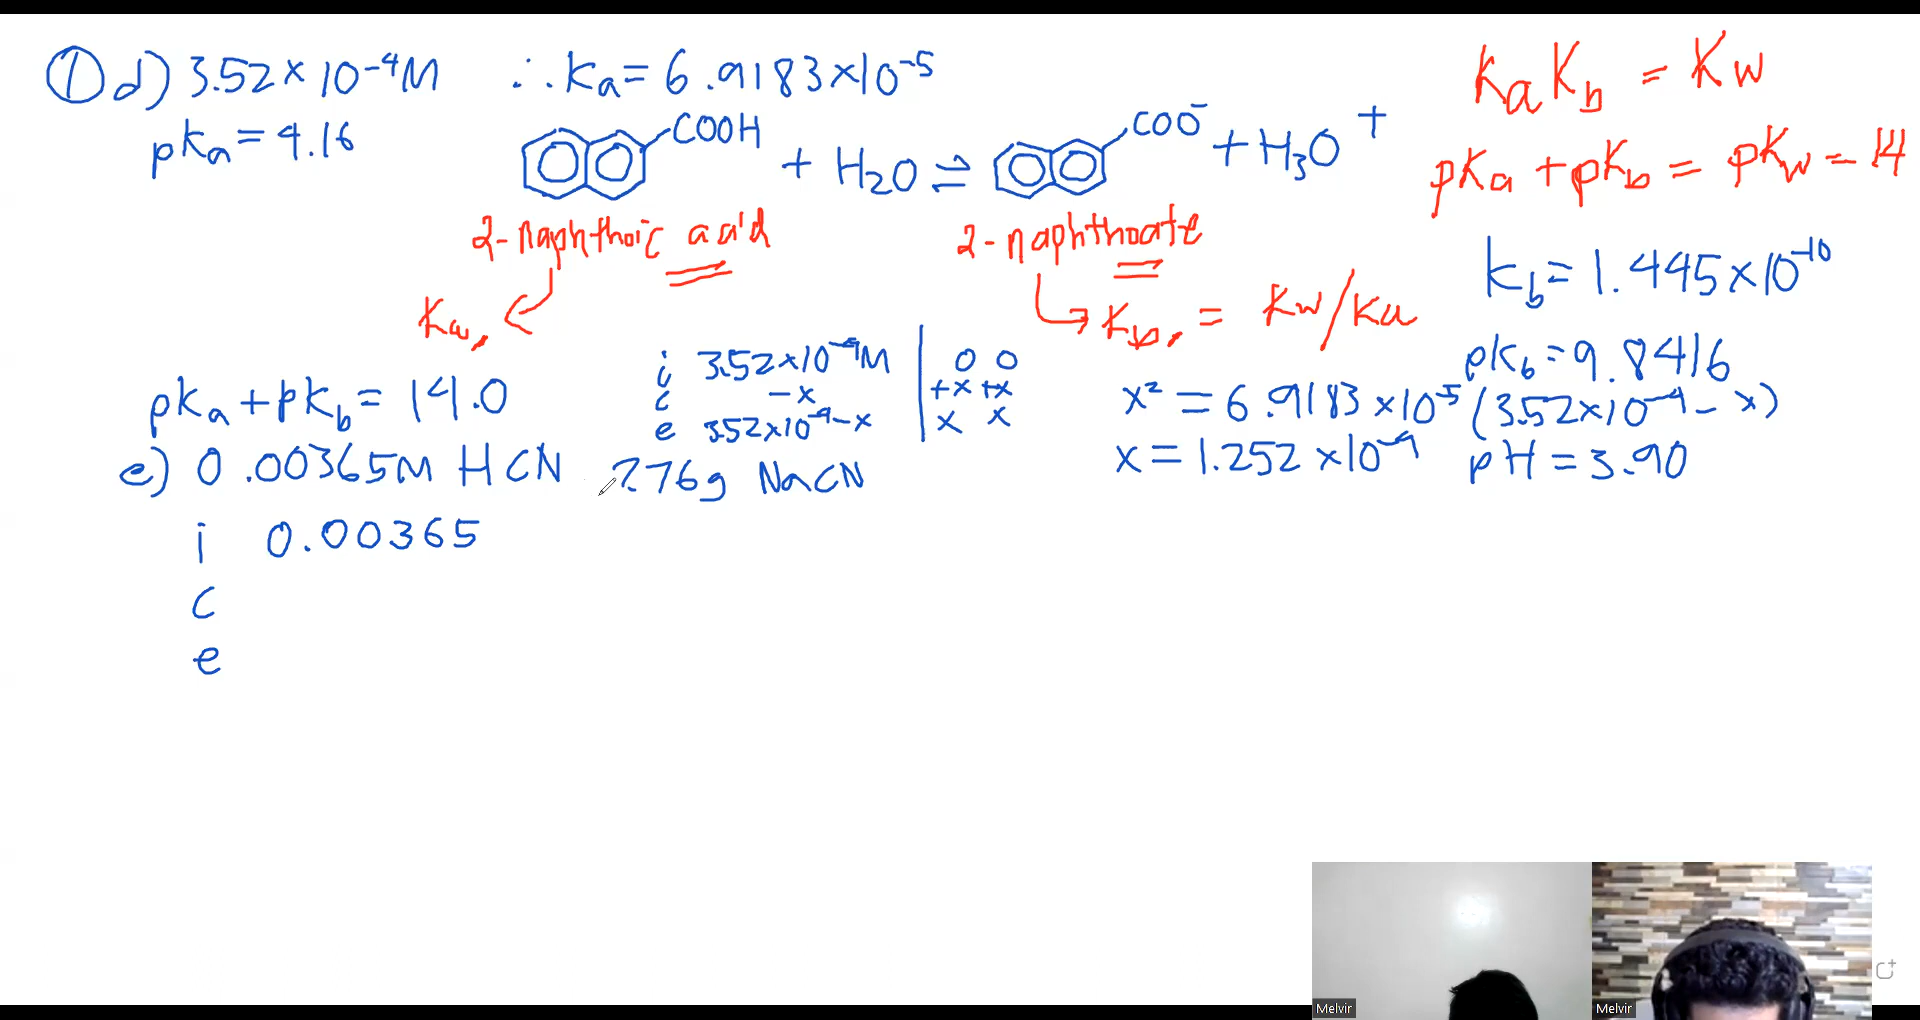 ① d) 3.52 × 10⁻⁴M ∴ Ka = 6.9183×10⁻⁵
pKa = 4.16
COOH + H2O ⇌ COO⁻ + H3O⁺
2-naphthoic acid
2-naphthoate
Ka
Kb = Kw/Ka
KaKb = Kw
pKa + pKb = pKw = 14
Kb = 1.445×10⁻¹⁰
pKb = 9.8416
pKa + pKb = 14.0
i 3.52×10⁻⁴M 0 0
c -x +x +x
e 3.52×10⁻⁴-x x x
x² = 6.9183×10⁻⁵(3.52×10⁻⁴ - x)
x = 1.252×10⁻⁴ pH = 3.90
e) 0.00365M HCN 7.76g NaCN
i 0.00365
c
e
Melvir
Melvir